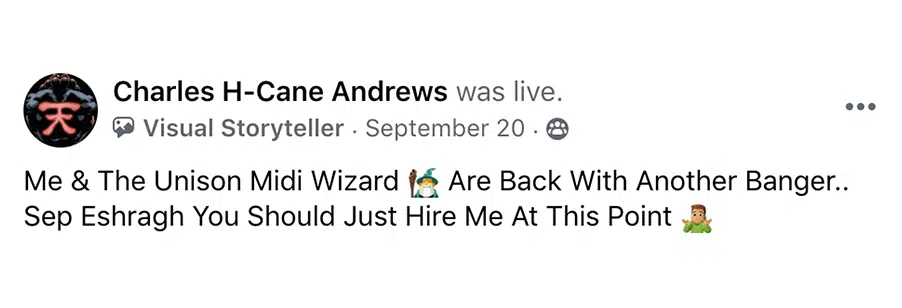 天
Charles H-Cane Andrews was live.
Visual Storyteller · September 20 ·
Me & The Unison Midi Wizard 🧙‍♂️ Are Back With Another Banger..
Sep Eshragh You Should Just Hire Me At This Point 🤷🏽‍♂️